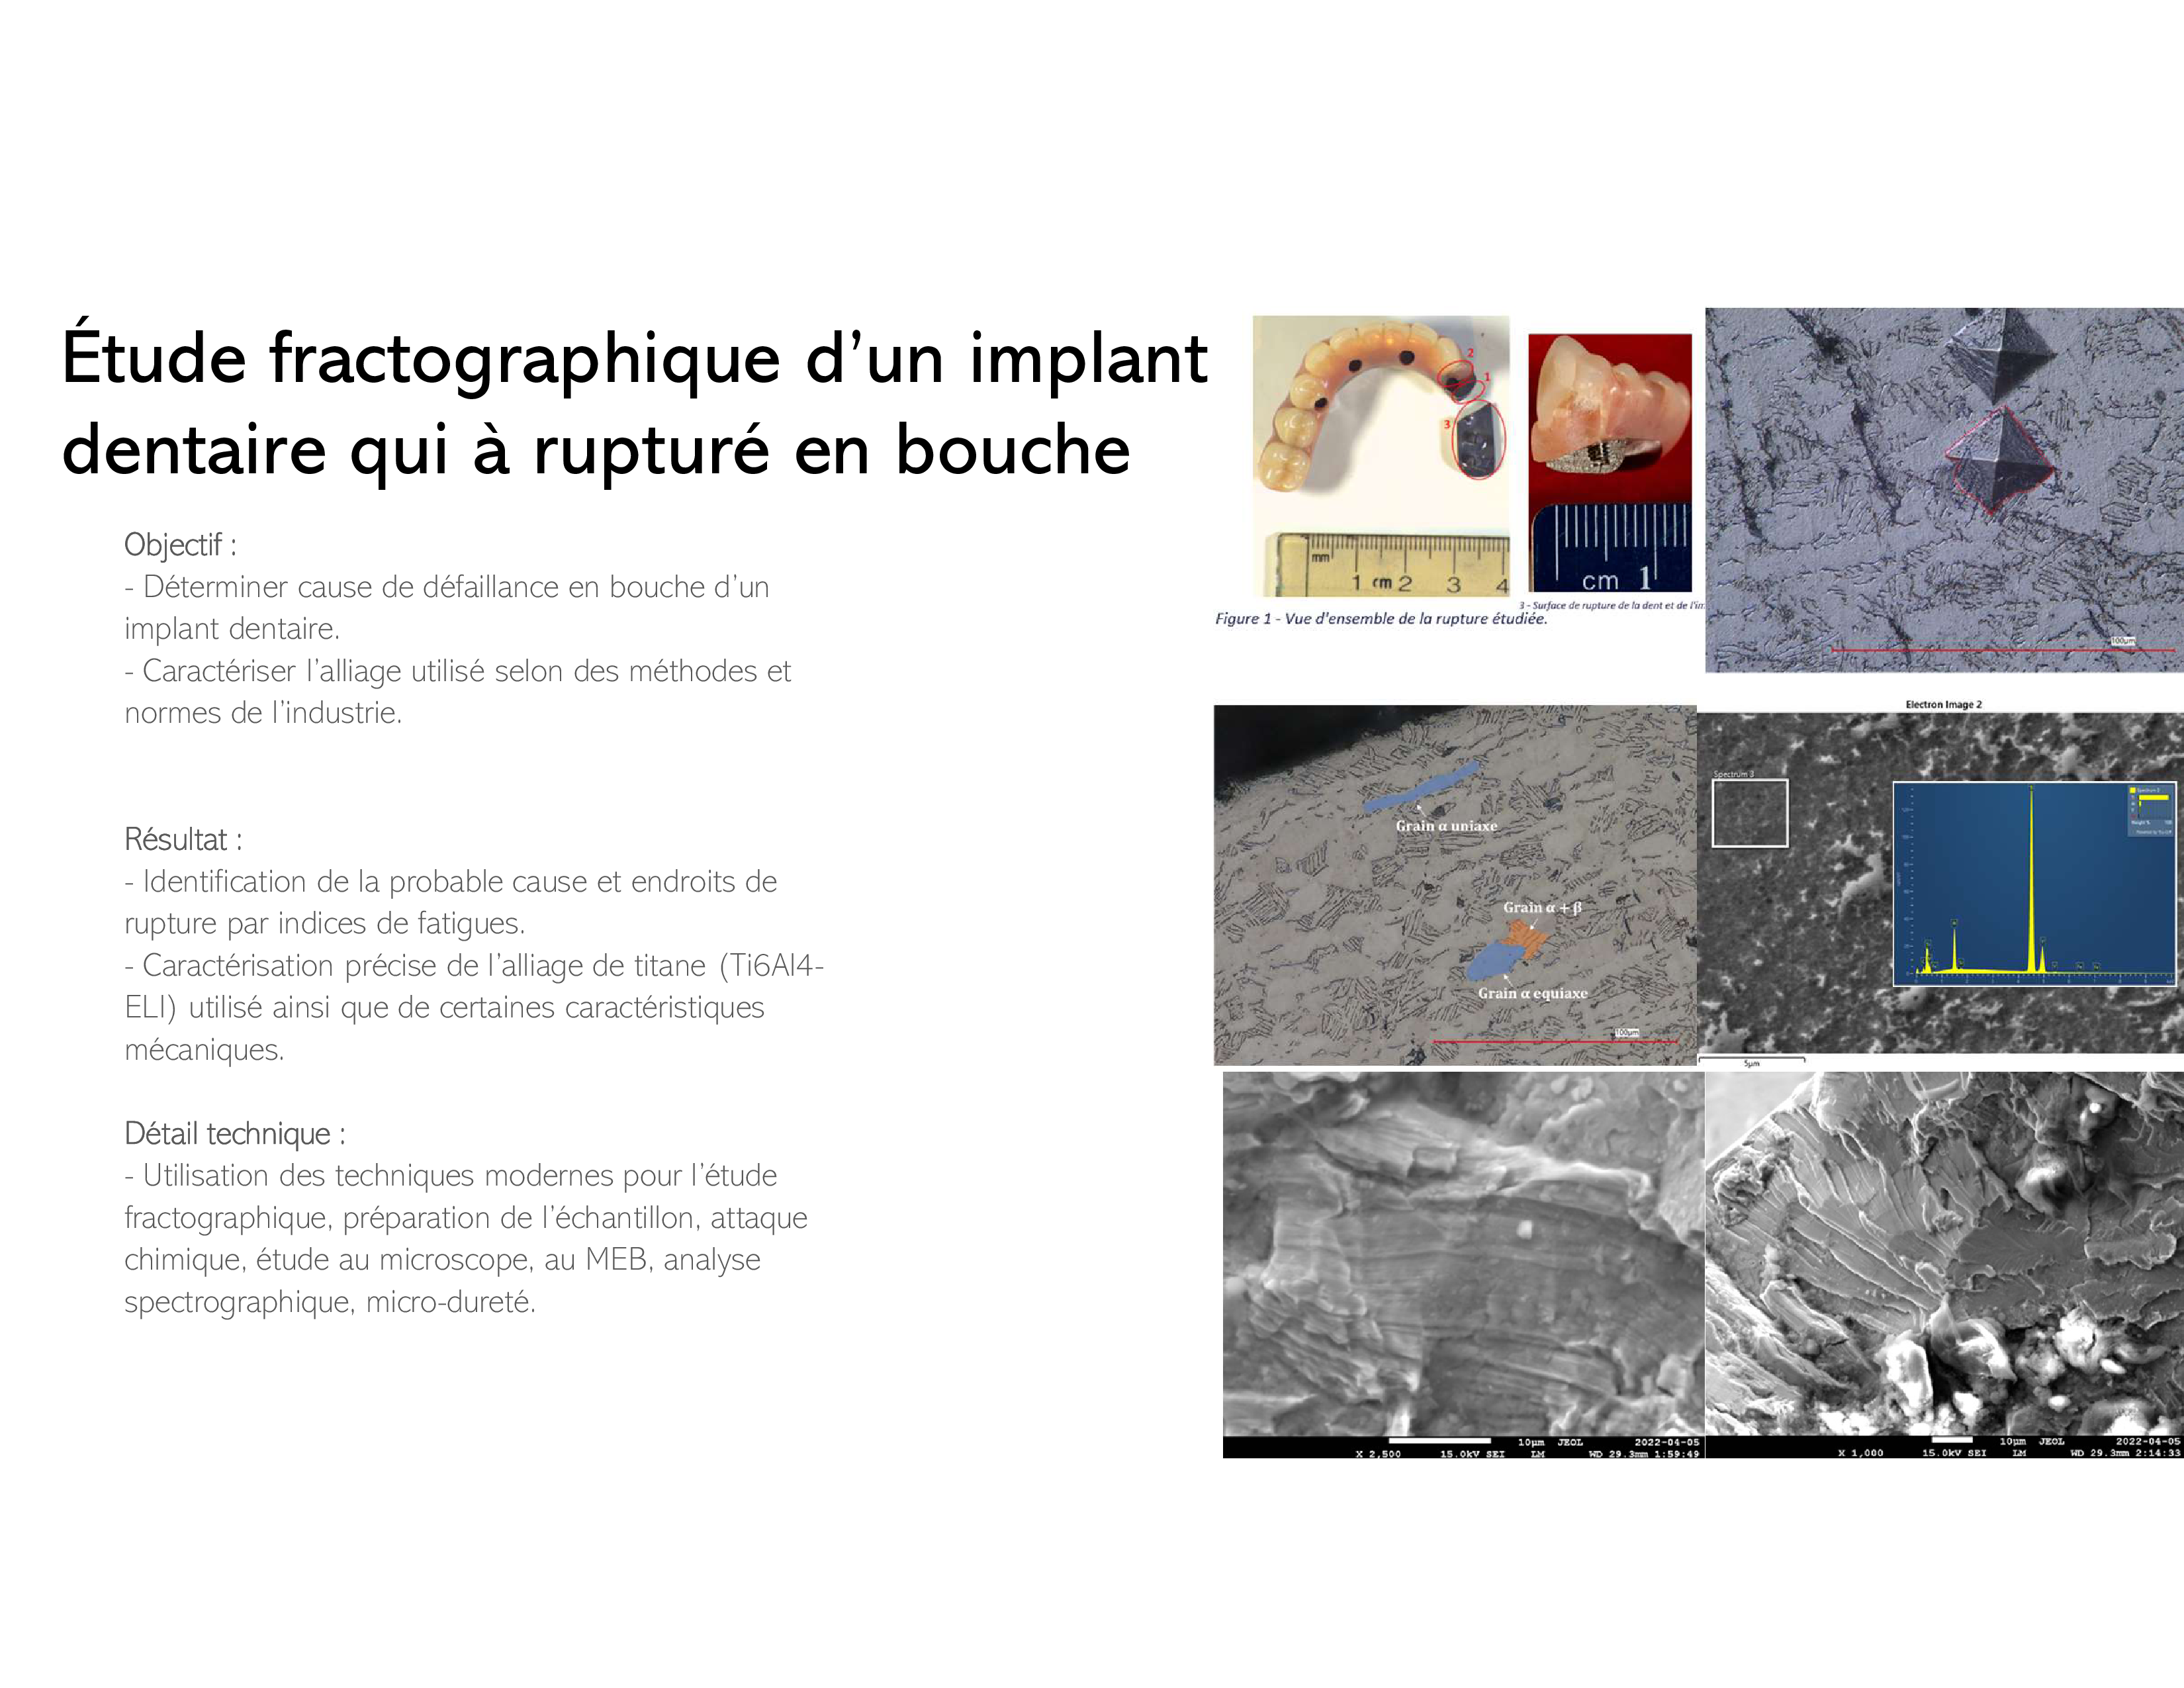 Étude fractographique d’un implant
dentaire qui à rupturé en bouche
Objectif :
- Déterminer cause de défaillance en bouche d’un
implant dentaire.
- Caractériser l’alliage utilisé selon des méthodes et
normes de l’industrie.
Résultat :
- Identification de la probable cause et endroits de
rupture par indices de fatigues.
- Caractérisation précise de l’alliage de titane (Ti6Al4-
ELI) utilisé ainsi que de certaines caractéristiques
mécaniques.
Détail technique :
- Utilisation des techniques modernes pour l’étude
fractographique, préparation de l’échantillon, attaque
chimique, étude au microscope, au MEB, analyse
spectrographique, micro-dureté.
2
1
3
mm
1 cm 2 3 4
cm 1
3 - Surface de rupture de la dent et de l'im
Figure 1 - Vue d'ensemble de la rupture étudiée.
100µm
Grain α uniaxe
Grain α + β
Grain α equiaxe
100µm
Electron Image 2
Spectrum 3
5µm
10µm JEOL 2022-04-05
X 2,500 15.0kV SEI LM WD 29.3mm 1:59:49
10µm JEOL 2022-04-05
X 1,000 15.0kV SEI LM WD 29.3mm 2:14:33